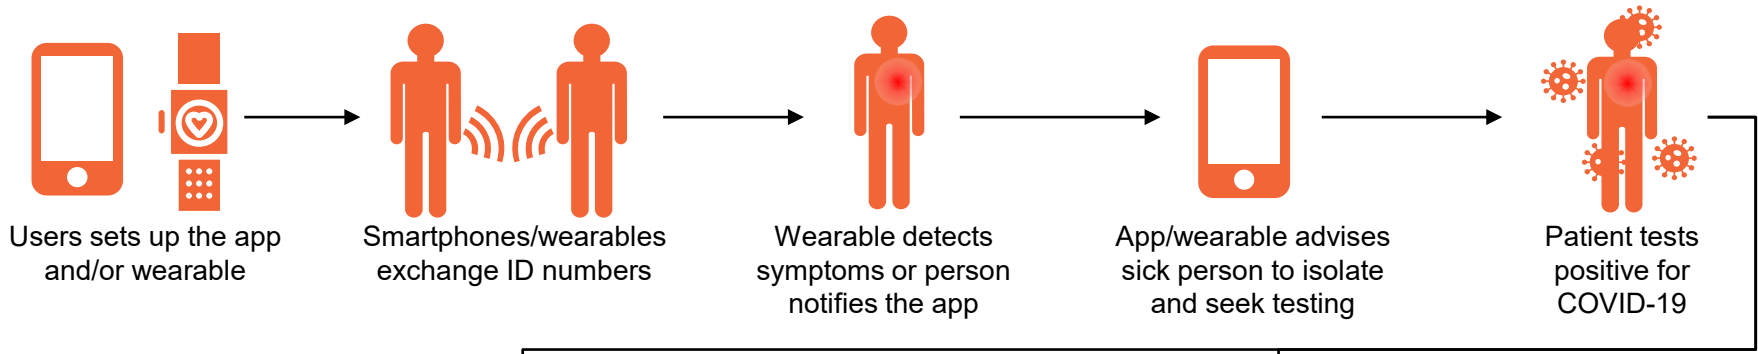 Users sets up the app
and/or wearable
Smartphones/wearables
exchange ID numbers
Wearable detects
symptoms or person
notifies the app
App/wearable advises
sick person to isolate
and seek testing
Patient tests
positive for
COVID-19